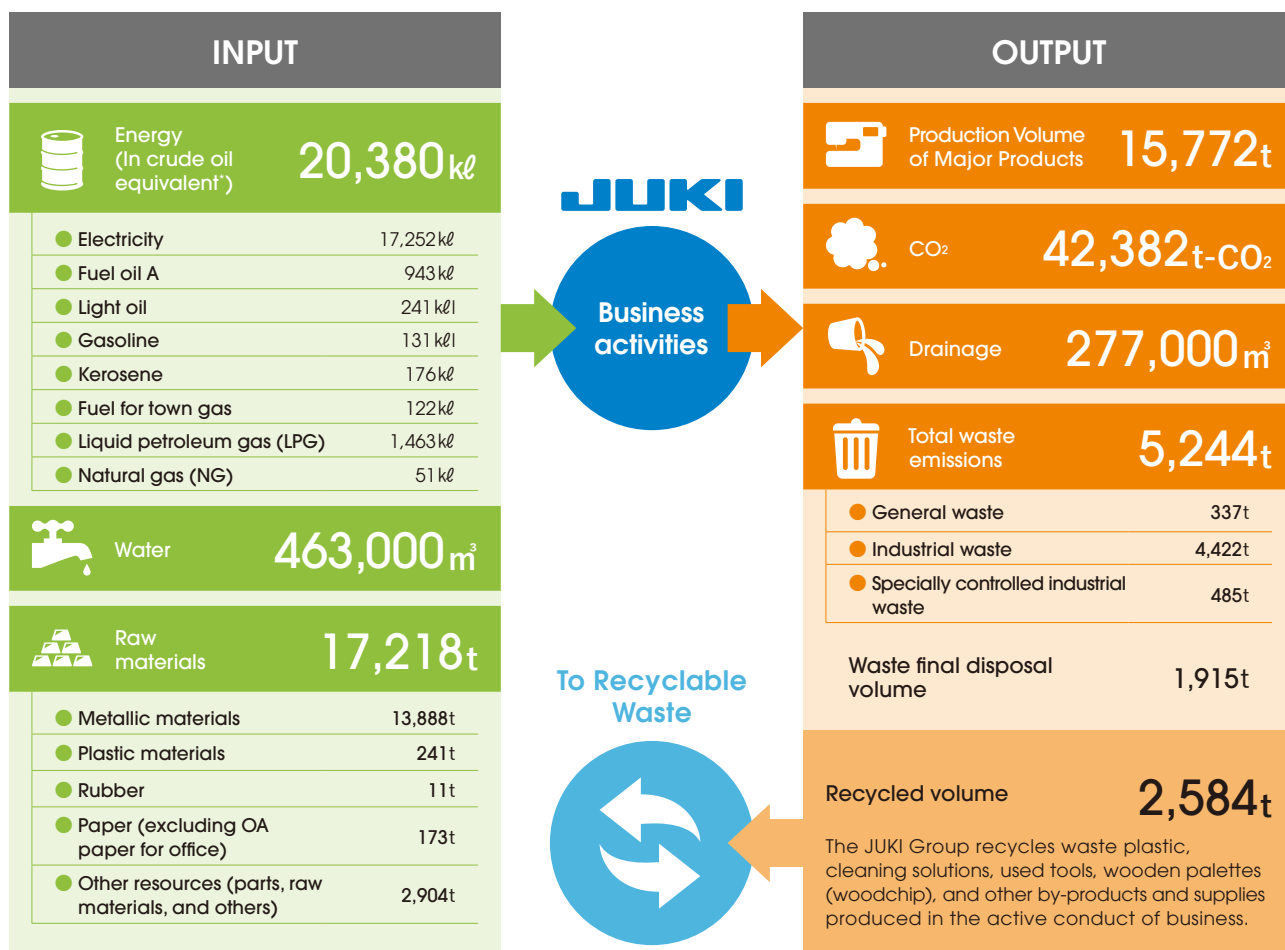 INPUT
Energy
(In crude oil
equivalent*)
20,380kℓ
Electricity 17,252kℓ
Fuel oil A 943kℓ
Light oil 241kℓl
Gasoline 131kℓl
Kerosene 176kℓ
Fuel for town gas 122kℓ
Liquid petroleum gas (LPG) 1,463kℓ
Natural gas (NG) 51kℓ
Water 463,000m³
Raw
materials
17,218t
Metallic materials 13,888t
Plastic materials 241t
Rubber 11t
Paper (excluding OA
paper for office)
173t
Other resources (parts, raw
materials, and others)
2,904t
JUKI
Business
activities
To Recyclable
Waste
OUTPUT
Production Volume
of Major Products
15,772t
CO₂ 42,382t-CO₂
Drainage 277,000m³
Total waste
emissions
5,244t
General waste 337t
Industrial waste 4,422t
Specially controlled industrial
waste
485t
Waste final disposal
volume
1,915t
Recycled volume 2,584t
The JUKI Group recycles waste plastic,
cleaning solutions, used tools, wooden palettes
(woodchip), and other by-products and supplies
produced in the active conduct of business.